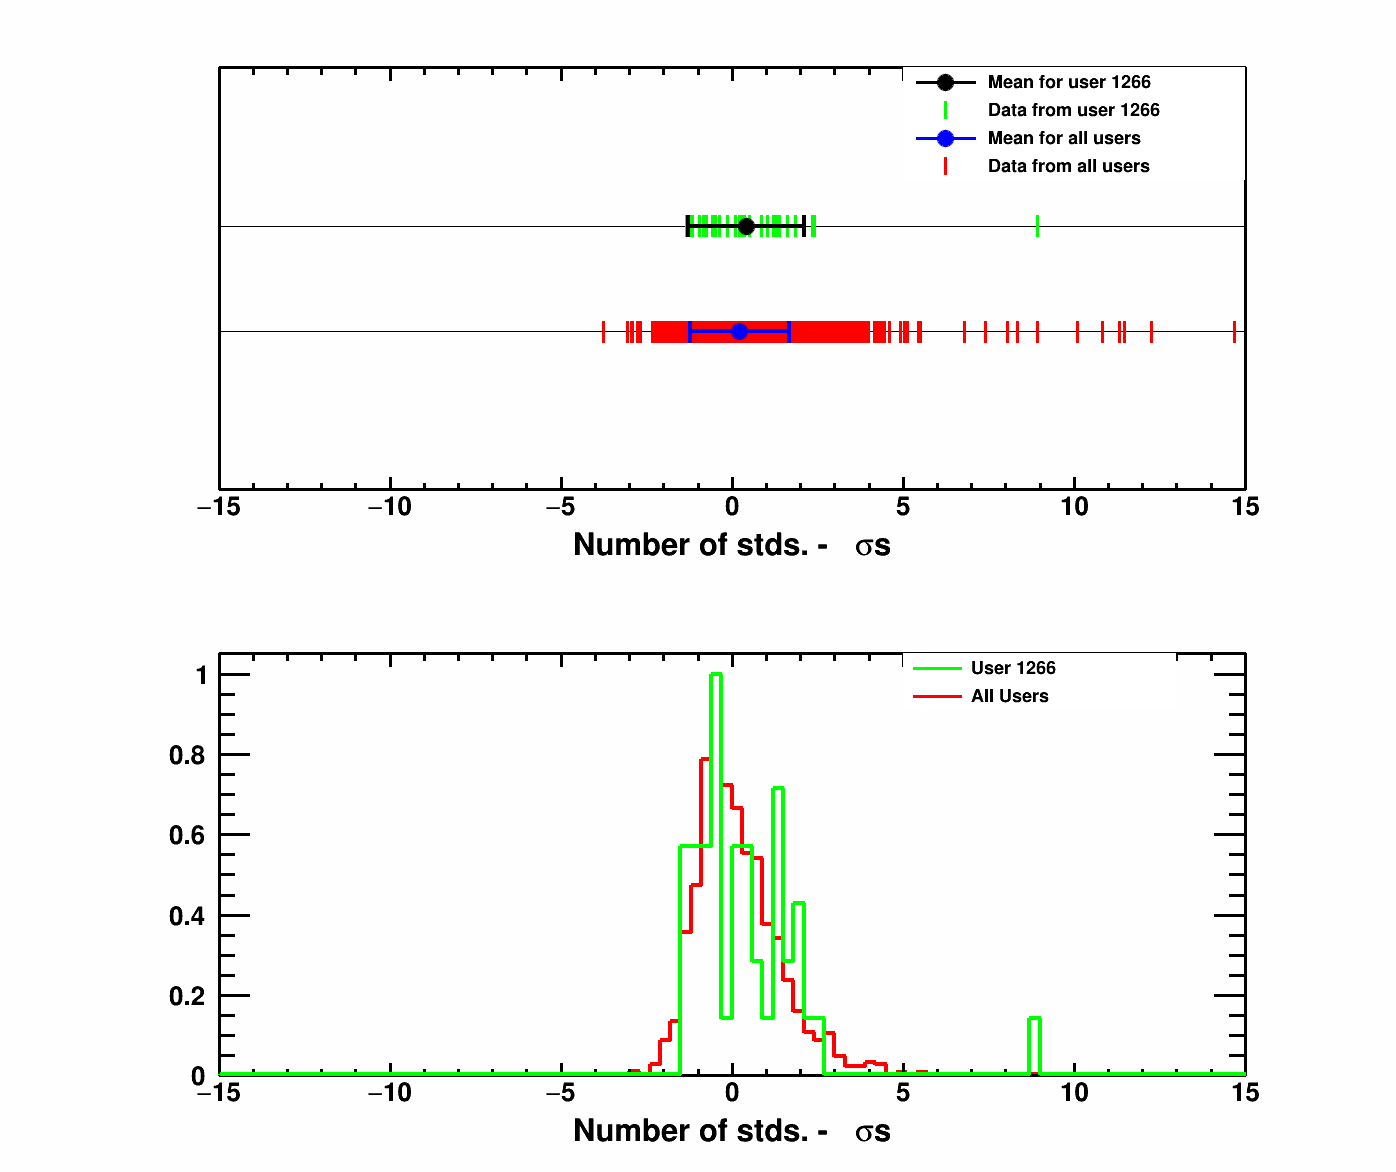 Mean for user 1266
Data from user 1266
Mean for all users
Data from all users
−15 −10 −5 0 5 10 15
Number of stds. - σs
User 1266
All Users
1
0.8
0.6
0.4
0.2
0
−15 −10 −5 0 5 10 15
Number of stds. - σs